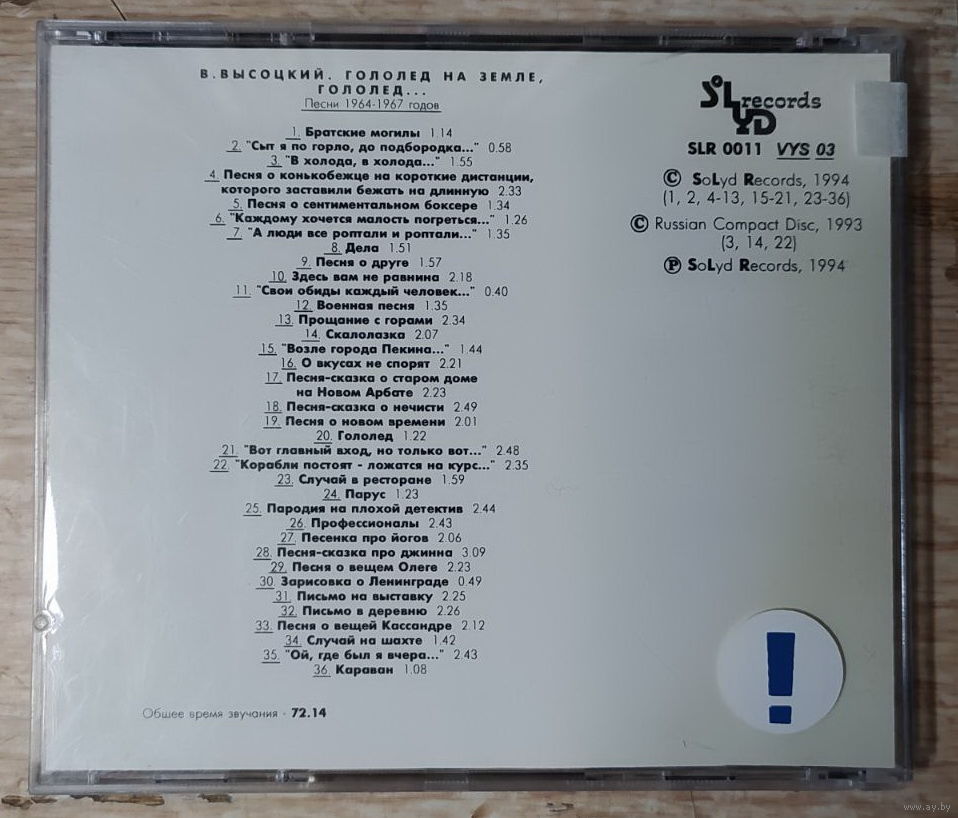 В.ВЫСОЦКИЙ. ГОЛОЛЕД НА ЗЕМЛЕ,
ГОЛОЛЕД...
Песни 1964-1967 годов
1. Братские могилы 1.14
2. "Сыт я по горло, до подбородка..." 0.58
3. "В холода, в холода..." 1.55
4. Песня о конькобежце на короткие дистанции,
которого заставили бежать на длинную 2.33
5. Песня о сентиментальном боксере 1.34
6. "Каждому хочется малость погреться..." 1.26
7. "А люди все роптали и роптали..." 1.35
8. Дела 1.51
9. Песня о друге 1.57
10. Здесь вам не равнина 2.18
11. "Свои обиды каждый человек..." 0.40
12. Военная песня 1.35
13. Прощание с горами 2.34
14. Скалолазка 2.07
15. "Возле города Пекина..." 1.44
16. О вкусах не спорят 2.21
17. Песня-сказка о старом доме
на Новом Арбате 2.23
18. Песня-сказка о нечисти 2.49
19. Песня о новом времени 2.01
20. Гололед 1.22
21. "Вот главный вход, но только вот..." 2.48
22. "Корабли постоят - ложатся на курс..." 2.35
23. Случай в ресторане 1.59
24. Парус 1.23
25. Пародия на плохой детектив 2.44
26. Профессионалы 2.43
27. Песенка про йогов 2.06
28. Песня-сказка про джинна 3.09
29. Песня о вещем Олеге 2.23
30. Зарисовка о Ленинграде 0.49
31. Письмо на выставку 2.25
32. Письмо в деревню 2.26
33. Песня о вещей Кассандре 2.12
34. Случай на шахте 1.42
35. "Ой, где был я вчера..." 2.43
36. Караван 1.08
Общее время звучания - 72.14
SoLYD records
SLR 0011 VYS 03
© SoLyd Records, 1994
(1, 2, 4-13, 15-21, 23-36)
© Russian Compact Disc, 1993
(3, 14, 22)
℗ SoLyd Records, 1994
!
www.ay.by